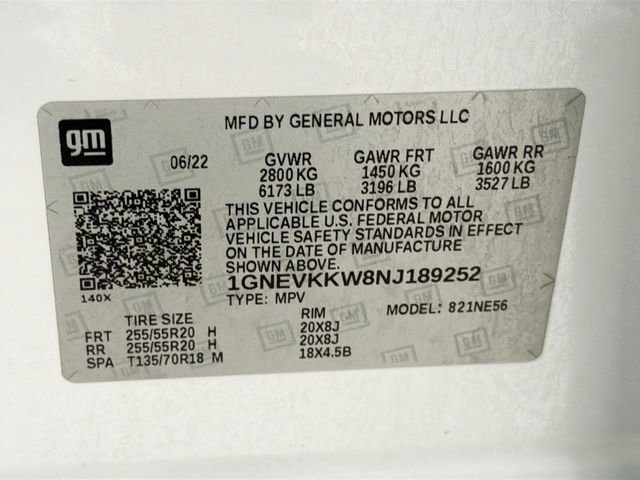 gm
MFD BY GENERAL MOTORS LLC
06/22 GVWR GAWR FRT GAWR RR
2800 KG 1450 KG 1600 KG
6173 LB 3196 LB 3527 LB
THIS VEHICLE CONFORMS TO ALL
APPLICABLE U.S. FEDERAL MOTOR
VEHICLE SAFETY STANDARDS IN EFFECT
ON THE DATE OF MANUFACTURE
SHOWN ABOVE.
1GNEVKKW8NJ189252
140X TYPE: MPV MODEL: 821NE56
TIRE SIZE RIM
FRT 255/55R20 H 20X8J
RR 255/55R20 H 20X8J
SPA T135/70R18 M 18X4.5B